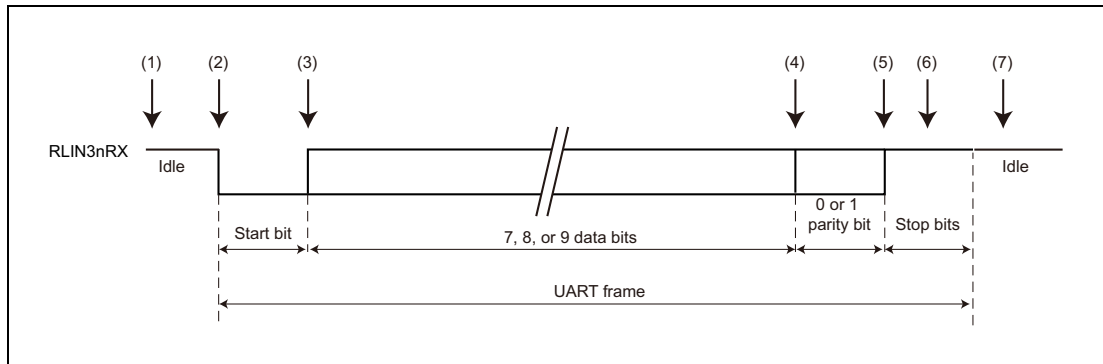 (1) (2) (3) (4) (5) (6) (7)
RLIN3nRX
Idle
Idle
0 or 1
parity bit
Start bit
7, 8, or 9 data bits
Stop bits
UART frame